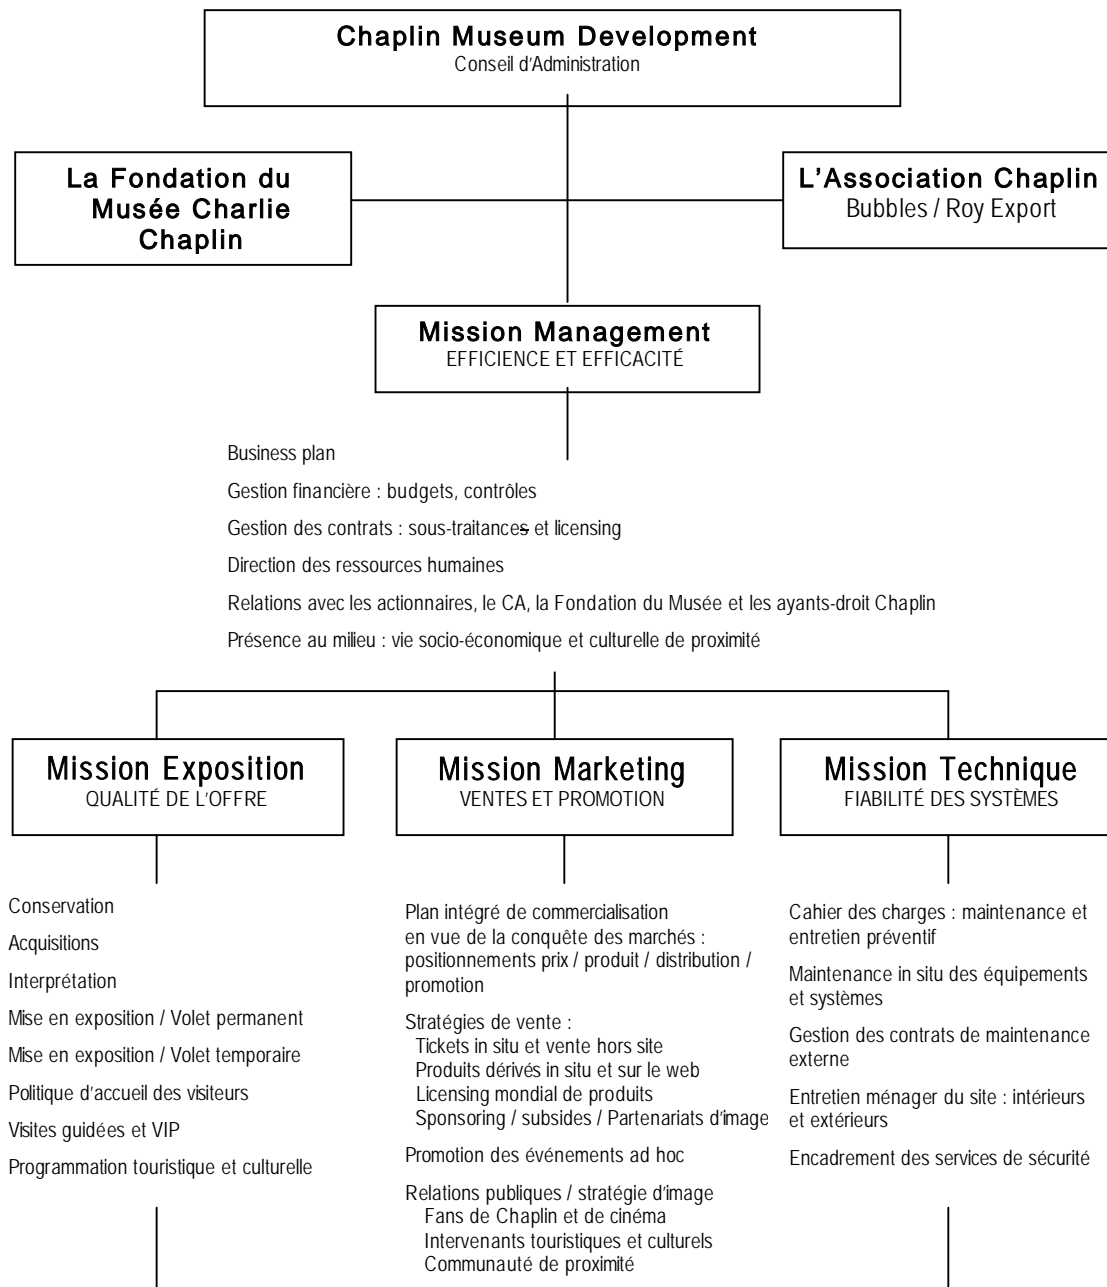 Chaplin Museum Development
Conseil d'Administration
La Fondation du
Musée Charlie
Chaplin
L'Association Chaplin
Bubbles / Roy Export
Mission Management
EFFICIENCE ET EFFICACITÉ
Business plan
Gestion financière : budgets, contrôles
Gestion des contrats : sous-traitances et licensing
Direction des ressources humaines
Relations avec les actionnaires, le CA, la Fondation du Musée et les ayants-droit Chaplin
Présence au milieu : vie socio-économique et culturelle de proximité
Mission Exposition
QUALITÉ DE L'OFFRE
Mission Marketing
VENTES ET PROMOTION
Mission Technique
FIABILITÉ DES SYSTÈMES
Conservation
Acquisitions
Interprétation
Mise en exposition / Volet permanent
Mise en exposition / Volet temporaire
Politique d'accueil des visiteurs
Visites guidées et VIP
Programmation touristique et culturelle
Plan intégré de commercialisation
en vue de la conquête des marchés :
positionnements prix / produit / distribution /
promotion
Stratégies de vente :
Tickets in situ et vente hors site
Produits dérivés in situ et sur le web
Licensing mondial de produits
Sponsoring / subsides / Partenariats d'image
Promotion des événements ad hoc
Relations publiques / stratégie d'image
Fans de Chaplin et de cinéma
Intervenants touristiques et culturels
Communauté de proximité
Cahier des charges : maintenance et
entretien préventif
Maintenance in situ des équipements
et systèmes
Gestion des contrats de maintenance
externe
Entretien ménager du site : intérieurs
et extérieurs
Encadrement des services de sécurité